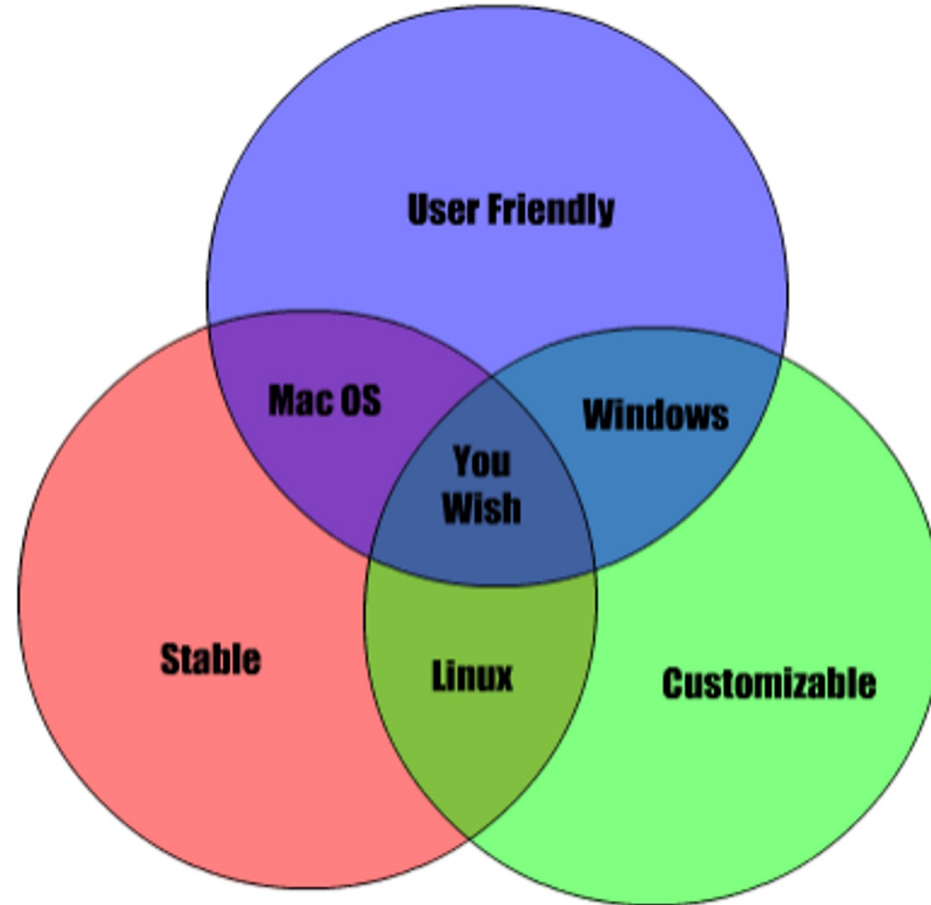 User Friendly
Mac OS
Windows
You
Wish
Stable
Linux
Customizable